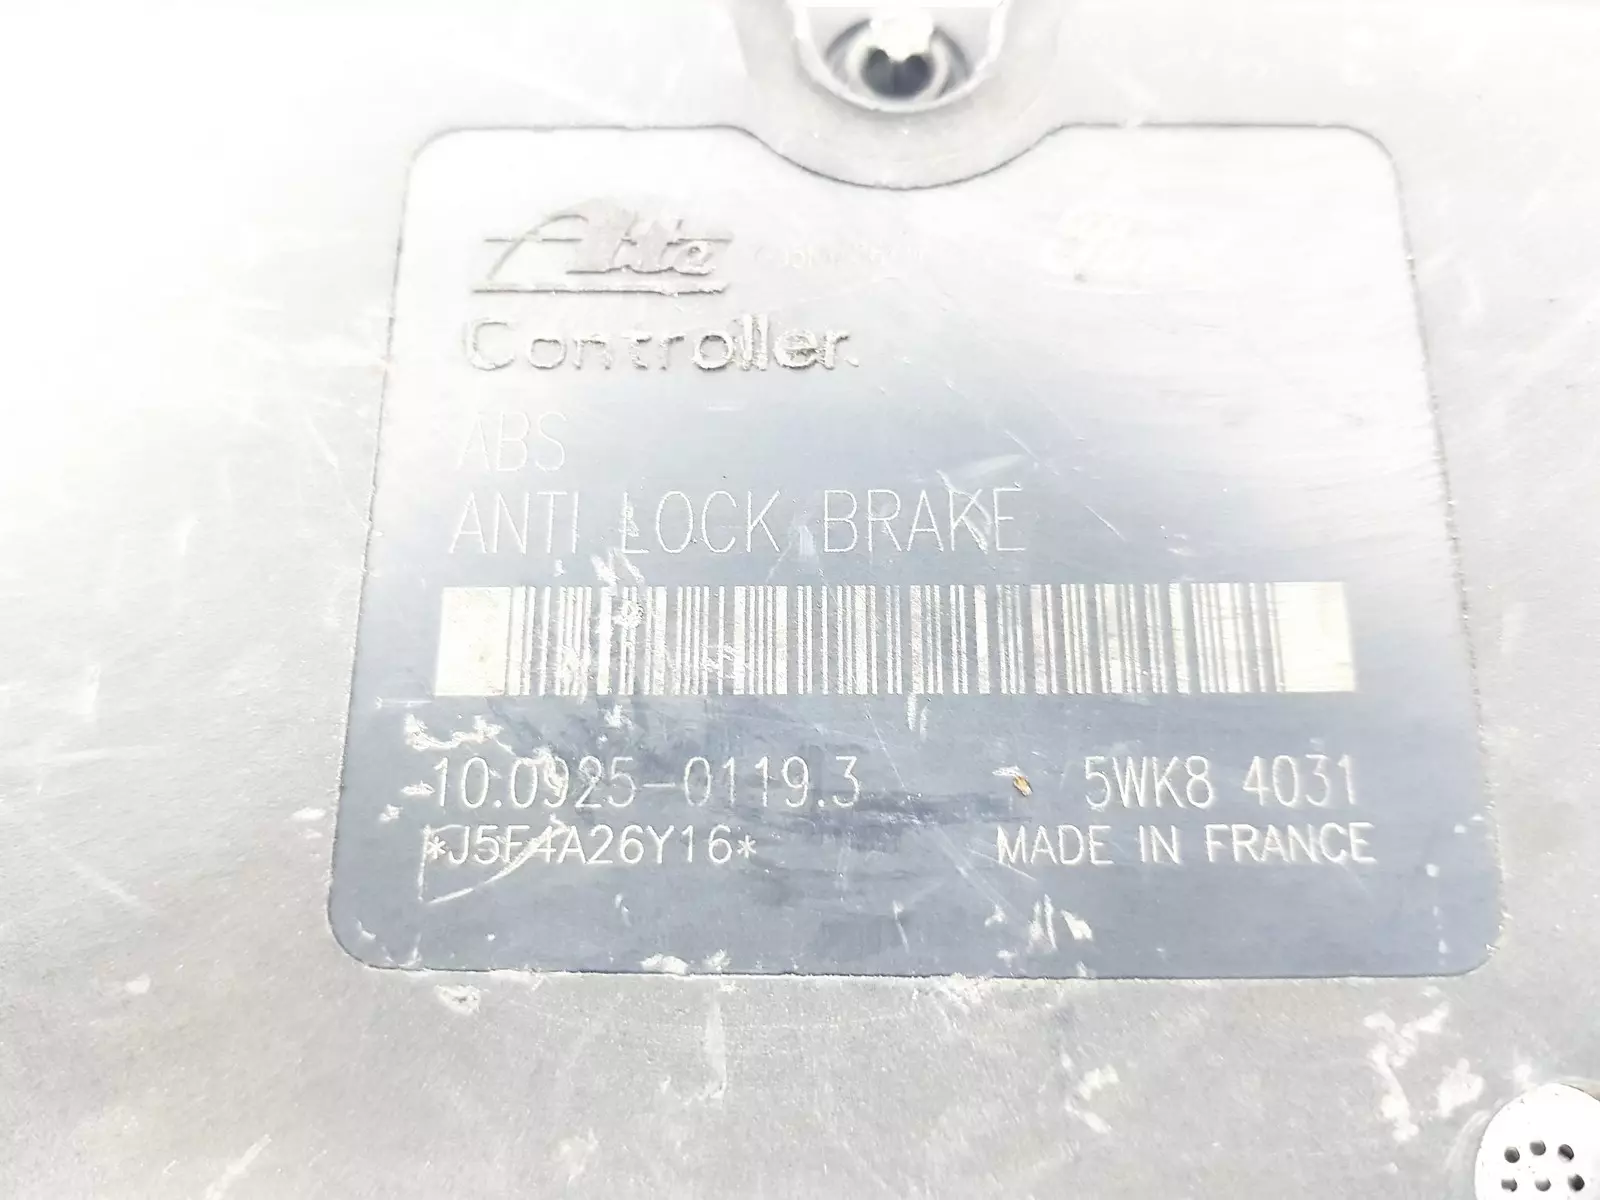 Ate
Controller
ABS
ANTI LOCK BRAKE
10.0925-0119.3 5WK8 4031
*J5F4A26Y16* MADE IN FRANCE